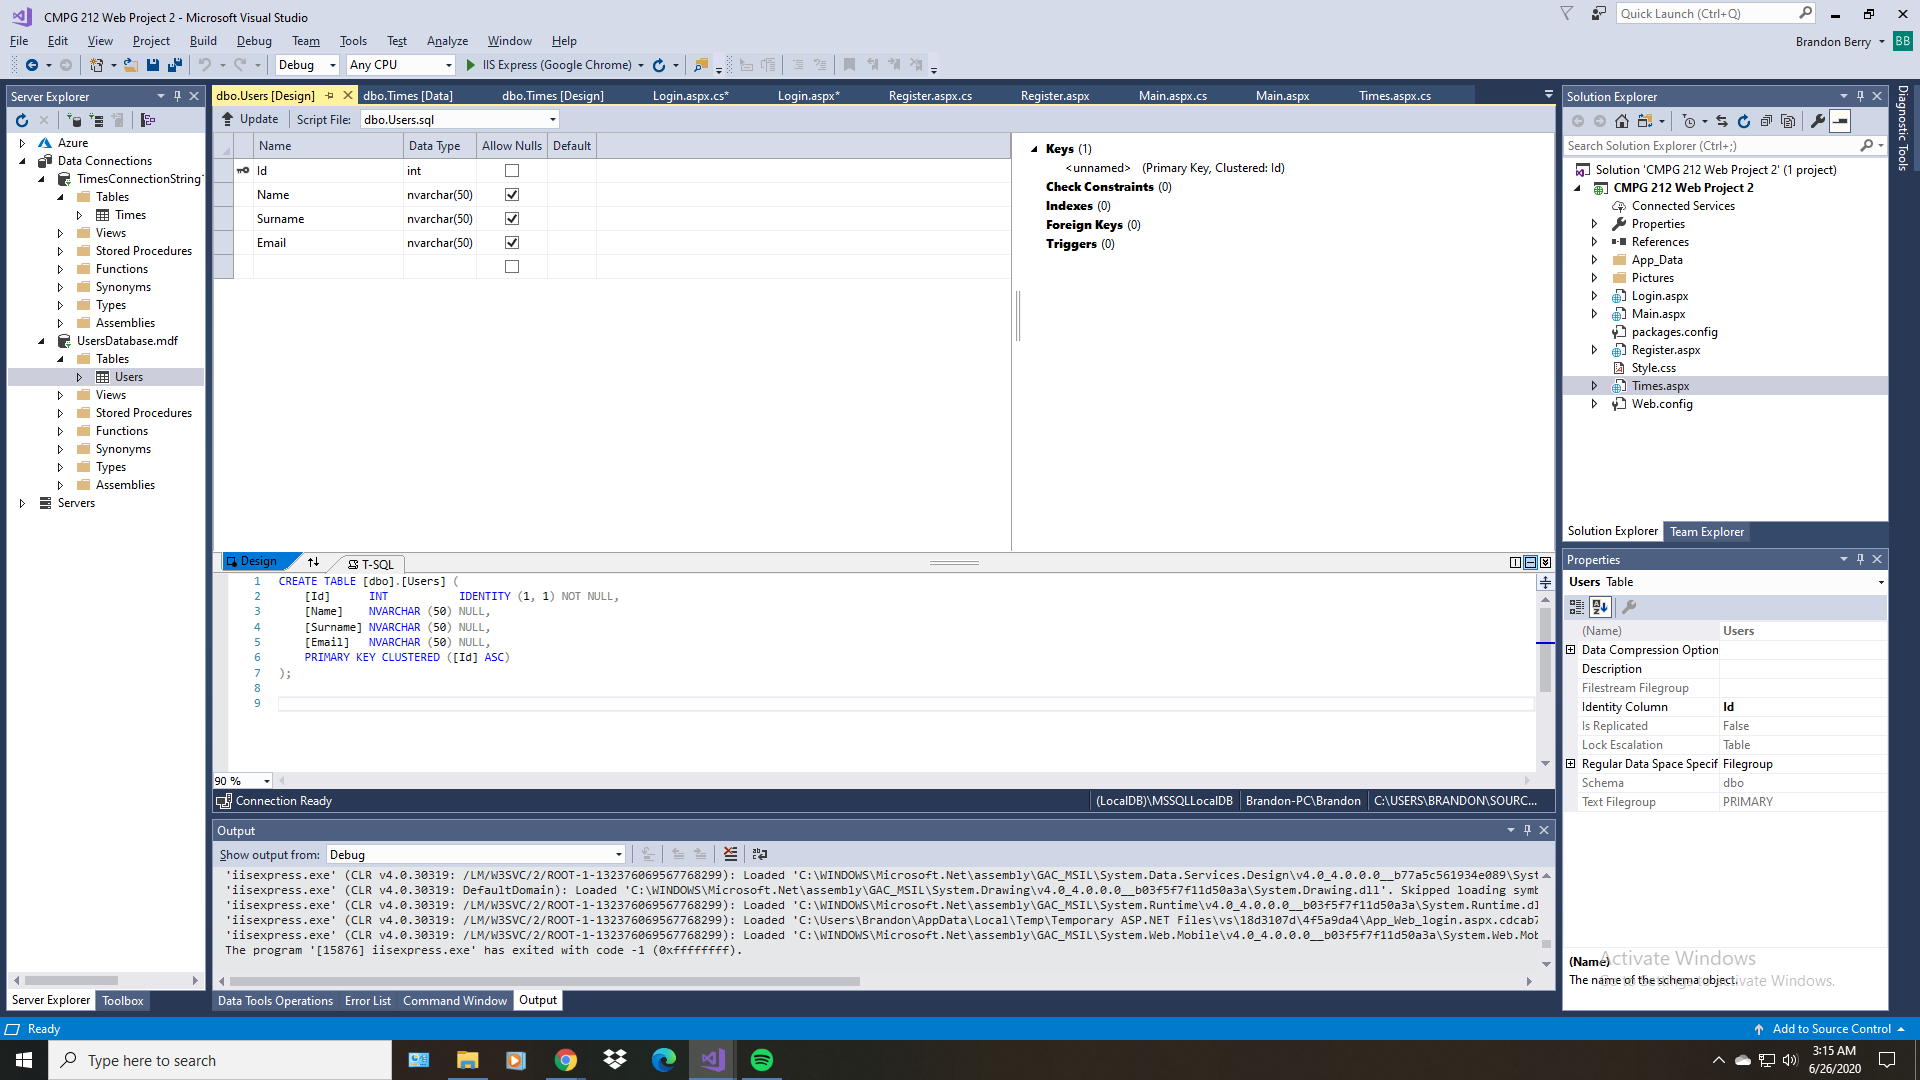 CMPG 212 Web Project 2 - Microsoft Visual Studio
Quick Launch (Ctrl+Q)
File Edit View Project Build Debug Team Tools Test Analyze Window Help
Brandon Berry BB
Debug Any CPU IIS Express (Google Chrome)
Server Explorer
Azure
Data Connections
TimesConnectionString
Tables
Times
Views
Stored Procedures
Functions
Synonyms
Types
Assemblies
UsersDatabase.mdf
Tables
Users
Views
Stored Procedures
Functions
Synonyms
Types
Assemblies
Servers
Server Explorer Toolbox
dbo.Users [Design] dbo.Times [Data] dbo.Times [Design] Login.aspx.cs* Login.aspx* Register.aspx.cs Register.aspx Main.aspx.cs Main.aspx Times.aspx.cs
Update Script File: dbo.Users.sql
Name Data Type Allow Nulls Default
Id int
Name nvarchar(50)
Surname nvarchar(50)
Email nvarchar(50)
Keys (1)
<unnamed> (Primary Key, Clustered: Id)
Check Constraints (0)
Indexes (0)
Foreign Keys (0)
Triggers (0)
Design T-SQL
1 CREATE TABLE [dbo].[Users] (
2 [Id] INT IDENTITY (1, 1) NOT NULL,
3 [Name] NVARCHAR (50) NULL,
4 [Surname] NVARCHAR (50) NULL,
5 [Email] NVARCHAR (50) NULL,
6 PRIMARY KEY CLUSTERED ([Id] ASC)
7 );
8
9
90 %
Connection Ready (LocalDB)\MSSQLLocalDB Brandon-PC\Brandon C:\USERS\BRANDON\SOURC...
Output
Show output from: Debug
'iisexpress.exe' (CLR v4.0.30319: /LM/W3SVC/2/ROOT-1-132376069567768299): Loaded 'C:\WINDOWS\Microsoft.Net\assembly\GAC_MSIL\System.Data.Services.Design\v4.0_4.0.0.0__b77a5c561934e089\Syst
'iisexpress.exe' (CLR v4.0.30319: DefaultDomain): Loaded 'C:\WINDOWS\Microsoft.Net\assembly\GAC_MSIL\System.Drawing\v4.0_4.0.0.0__b03f5f7f11d50a3a\System.Drawing.dll'. Skipped loading symb
'iisexpress.exe' (CLR v4.0.30319: /LM/W3SVC/2/ROOT-1-132376069567768299): Loaded 'C:\WINDOWS\Microsoft.Net\assembly\GAC_MSIL\System.Runtime\v4.0_4.0.0.0__b03f5f7f11d50a3a\System.Runtime.dl
'iisexpress.exe' (CLR v4.0.30319: /LM/W3SVC/2/ROOT-1-132376069567768299): Loaded 'C:\Users\Brandon\AppData\Local\Temp\Temporary ASP.NET Files\vs\18d3107d\4f5a9da4\App_Web_login.aspx.cdcab7
'iisexpress.exe' (CLR v4.0.30319: /LM/W3SVC/2/ROOT-1-132376069567768299): Loaded 'C:\WINDOWS\Microsoft.Net\assembly\GAC_MSIL\System.Web.Mobile\v4.0_4.0.0.0__b03f5f7f11d50a3a\System.Web.Mob
The program '[15876] iisexpress.exe' has exited with code -1 (0xffffffff).
Data Tools Operations Error List Command Window Output
Solution Explorer
Search Solution Explorer (Ctrl+;)
Solution 'CMPG 212 Web Project 2' (1 project)
CMPG 212 Web Project 2
Connected Services
Properties
References
App_Data
Pictures
Login.aspx
Main.aspx
packages.config
Register.aspx
Style.css
Times.aspx
Web.config
Solution Explorer Team Explorer
Diagnostic Tools
Properties
Users Table
(Name) Users
Data Compression Option
Description
Filestream Filegroup
Identity Column Id
Is Replicated False
Lock Escalation Table
Regular Data Space Specif Filegroup
Schema dbo
Text Filegroup PRIMARY
(Name)
The name of the schema object.
Activate Windows
Go to Settings to activate Windows.
Ready
Add to Source Control
Type here to search
3:15 AM
6/26/2020